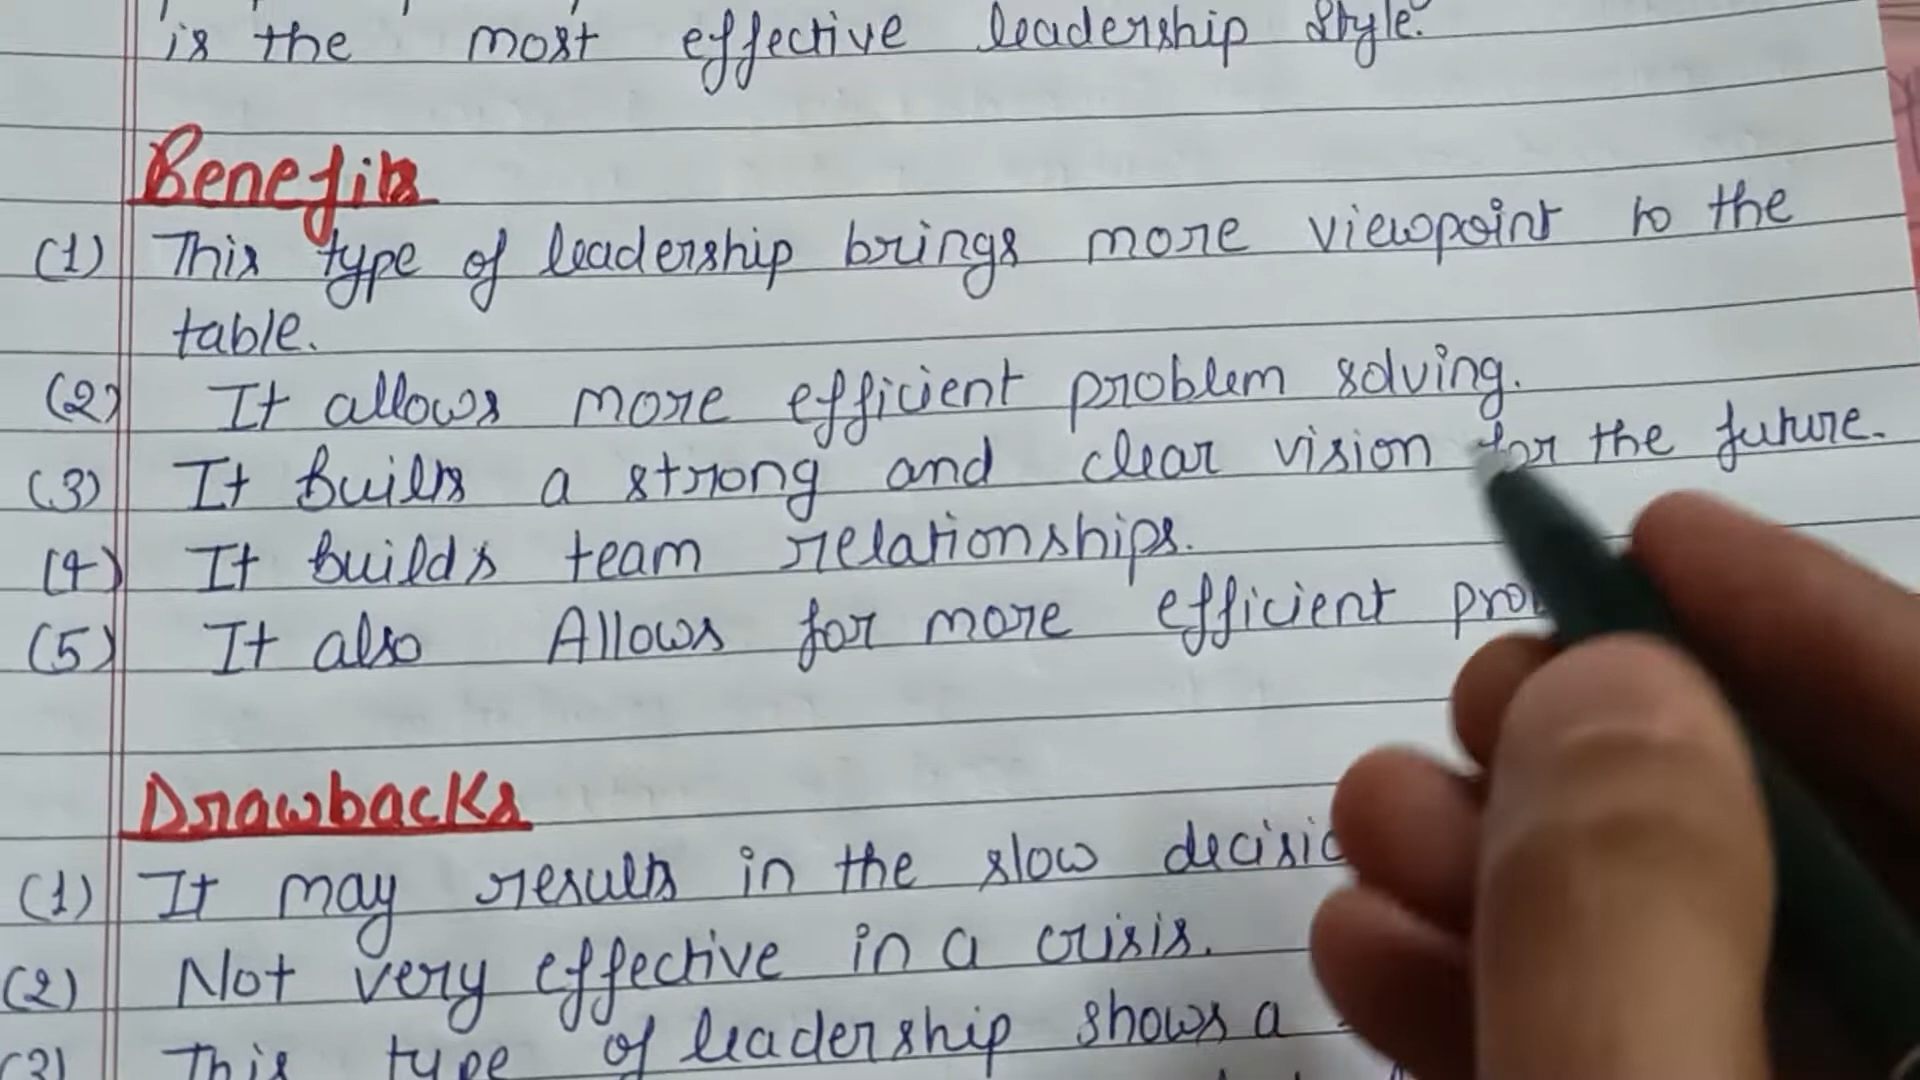 is the most effective leadership style.
Benefits
(1) This type of leadership brings more viewpoint to the
table.
(2) It allows more efficient problem solving.
(3) It builts a strong and clear vision for the future.
(4) It builds team relationships.
(5) It also Allows for more efficient
Drawbacks
(1) It may results in the slow
(2) Not very effective in a crisis.
(3) This type of leadership shows a